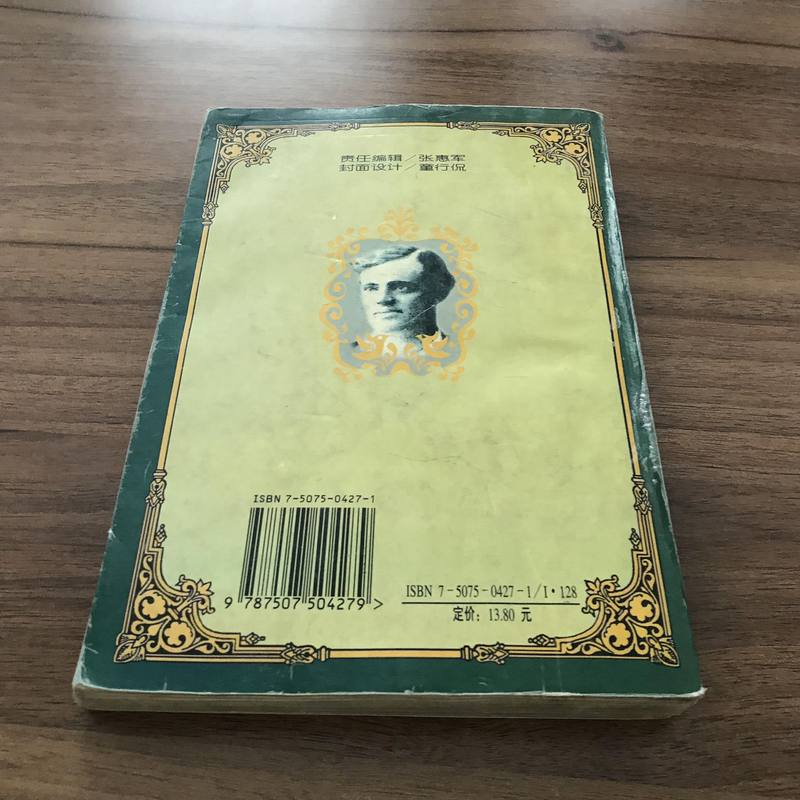 责任编辑/张惠军
封面设计/董行侃
ISBN 7-5075-0427-1
9 787507 504279 >
ISBN 7-5075-0427-1/I·128
定价: 13.80 元